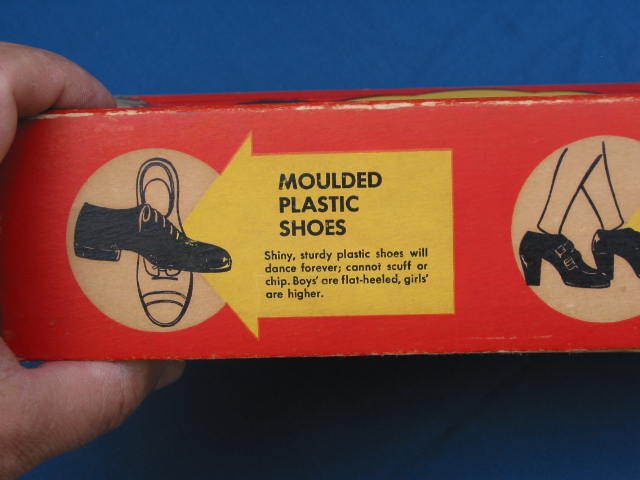 MOULDED
PLASTIC
SHOES
Shiny, sturdy plastic shoes will
dance forever; cannot scuff or
chip. Boys' are flat-heeled, girls'
are higher.